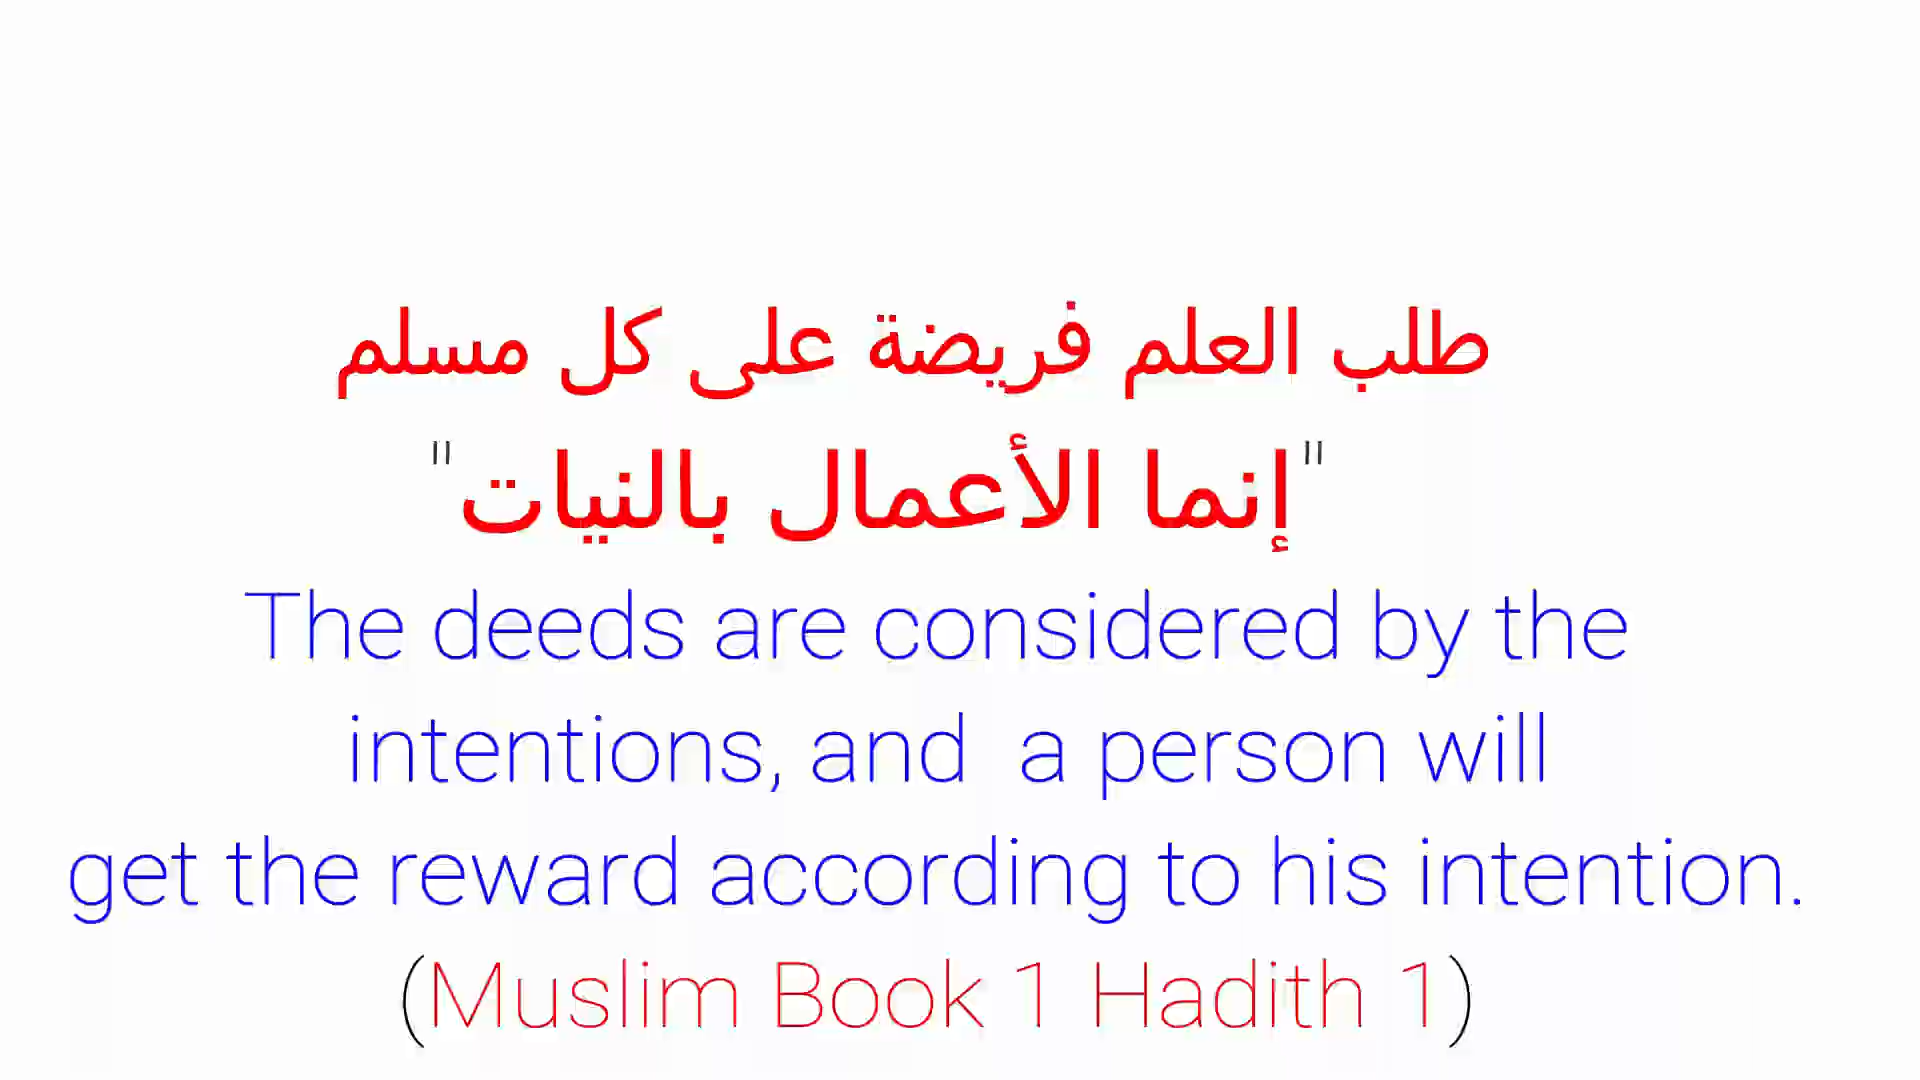 طلب العلم فريضة على كل مسلم
"إنما الأعمال بالنيات"
The deeds are considered by the
intentions, and  a person will
get the reward according to his intention.
(Muslim Book 1 Hadith 1)